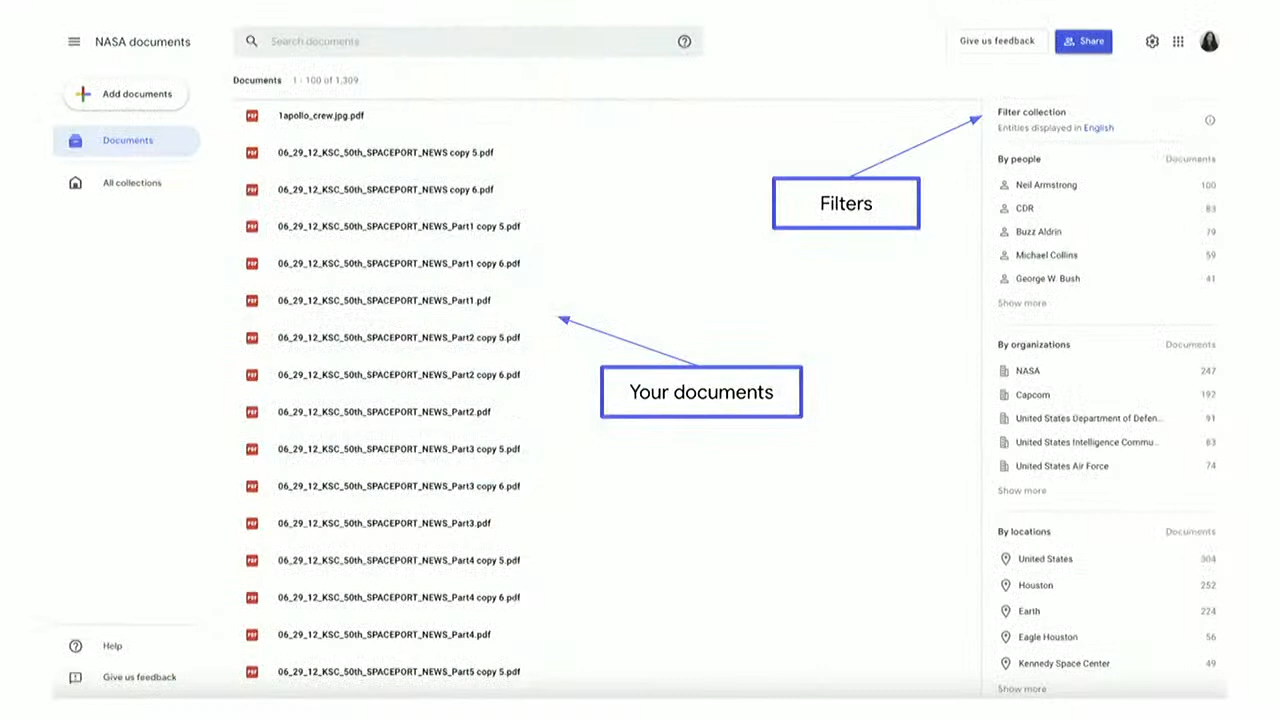 NASA documents
Search documents
Give us feedback
Share
Documents 1 - 100 of 1,309
Add documents
Documents
All collections
1apollo_crew.jpg.pdf
06_29_12_KSC_50th_SPACEPORT_NEWS copy 5.pdf
06_29_12_KSC_50th_SPACEPORT_NEWS copy 6.pdf
06_29_12_KSC_50th_SPACEPORT_NEWS_Part1 copy 5.pdf
06_29_12_KSC_50th_SPACEPORT_NEWS_Part1 copy 6.pdf
06_29_12_KSC_50th_SPACEPORT_NEWS_Part1.pdf
06_29_12_KSC_50th_SPACEPORT_NEWS_Part2 copy 5.pdf
06_29_12_KSC_50th_SPACEPORT_NEWS_Part2 copy 6.pdf
06_29_12_KSC_50th_SPACEPORT_NEWS_Part2.pdf
06_29_12_KSC_50th_SPACEPORT_NEWS_Part3 copy 5.pdf
06_29_12_KSC_50th_SPACEPORT_NEWS_Part3 copy 6.pdf
06_29_12_KSC_50th_SPACEPORT_NEWS_Part3.pdf
06_29_12_KSC_50th_SPACEPORT_NEWS_Part4 copy 5.pdf
06_29_12_KSC_50th_SPACEPORT_NEWS_Part4 copy 6.pdf
06_29_12_KSC_50th_SPACEPORT_NEWS_Part4.pdf
06_29_12_KSC_50th_SPACEPORT_NEWS_Part5 copy 5.pdf
Filters
Your documents
Filter collection
Entities displayed in English
By people Documents
Neil Armstrong 100
CDR 83
Buzz Aldrin 79
Michael Collins 59
George W. Bush 41
Show more
By organizations Documents
NASA 247
Capcom 192
United States Department of Defen... 91
United States Intelligence Commu... 83
United States Air Force 74
Show more
By locations Documents
United States 304
Houston 252
Earth 224
Eagle Houston 56
Kennedy Space Center 49
Show more
Help
Give us feedback